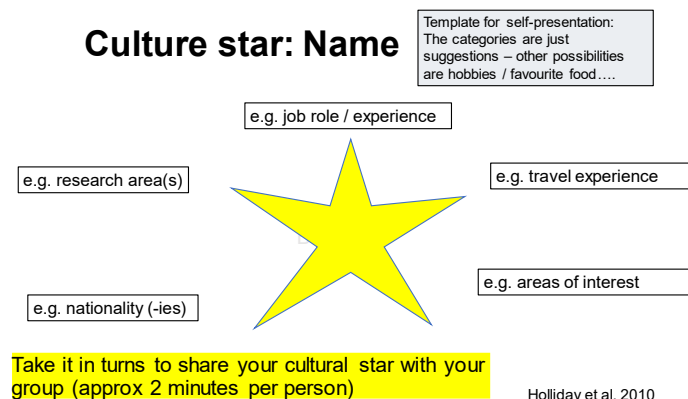 Culture star: Name
Template for self-presentation:
The categories are just
suggestions – other possibilities
are hobbies / favourite food….
e.g. job role / experience
e.g. research area(s)
e.g. travel experience
e.g. areas of interest
e.g. nationality (-ies)
Take it in turns to share your cultural star with your
group (approx 2 minutes per person)
Holliday et al. 2010